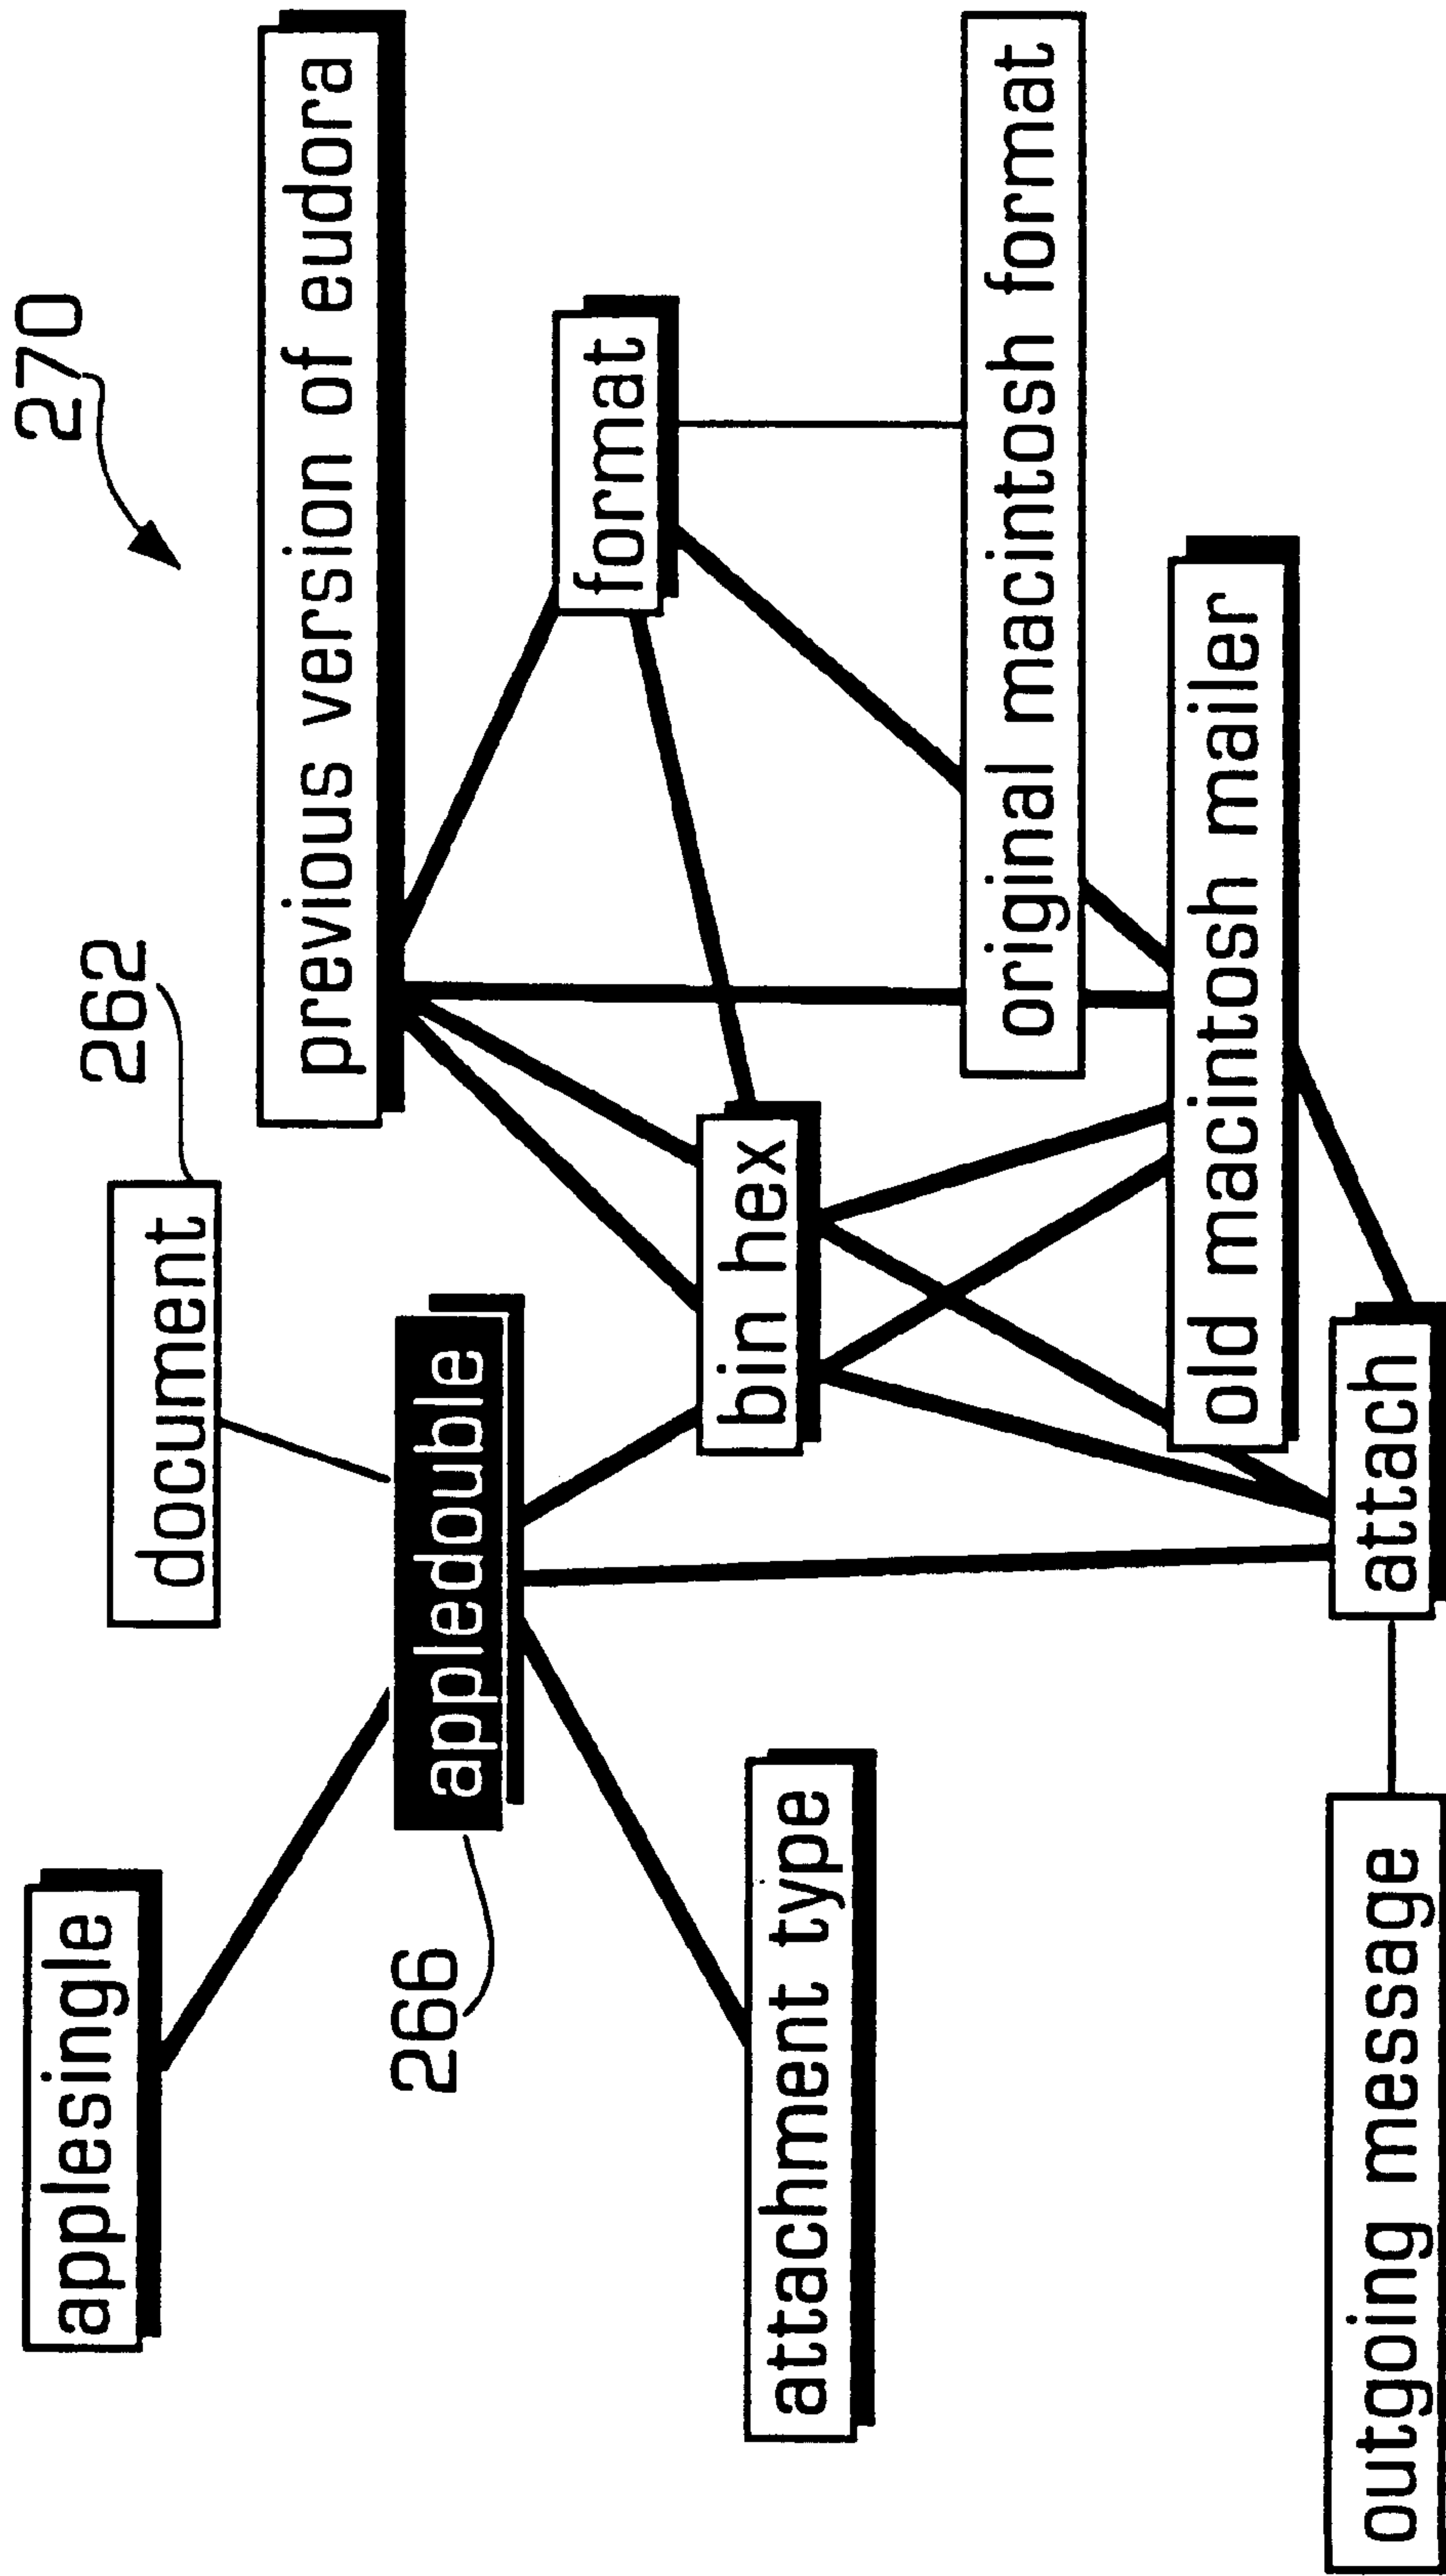 270
262
applesingle
document
previous version of eudora
appledouble
266
format
bin hex
attachment type
original macintosh format
old macintosh mailer
attach
outgoing message